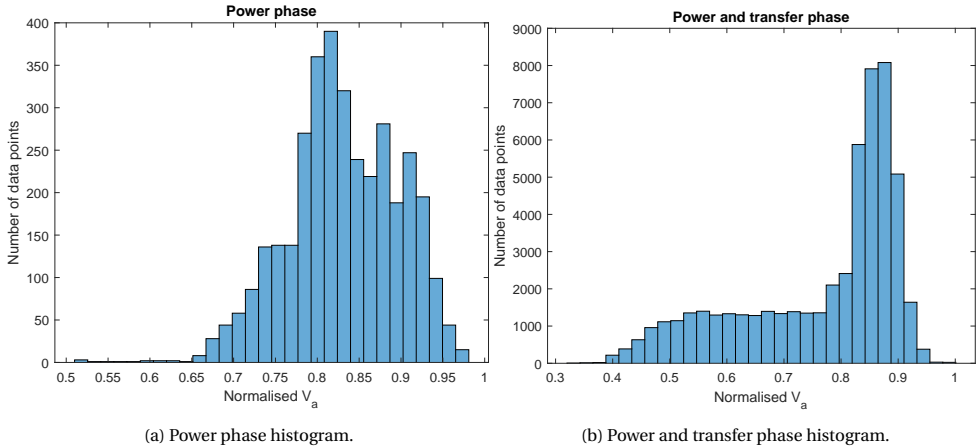 Power phase
400
350
300
250
200
150
100
50
0
Number of data points
0.5 0.55 0.6 0.65 0.7 0.75 0.8 0.85 0.9 0.95 1
Normalised V_a
(a) Power phase histogram.
Power and transfer phase
9000
8000
7000
6000
5000
4000
3000
2000
1000
0
Number of data points
0.3 0.4 0.5 0.6 0.7 0.8 0.9 1
Normalised V_a
(b) Power and transfer phase histogram.